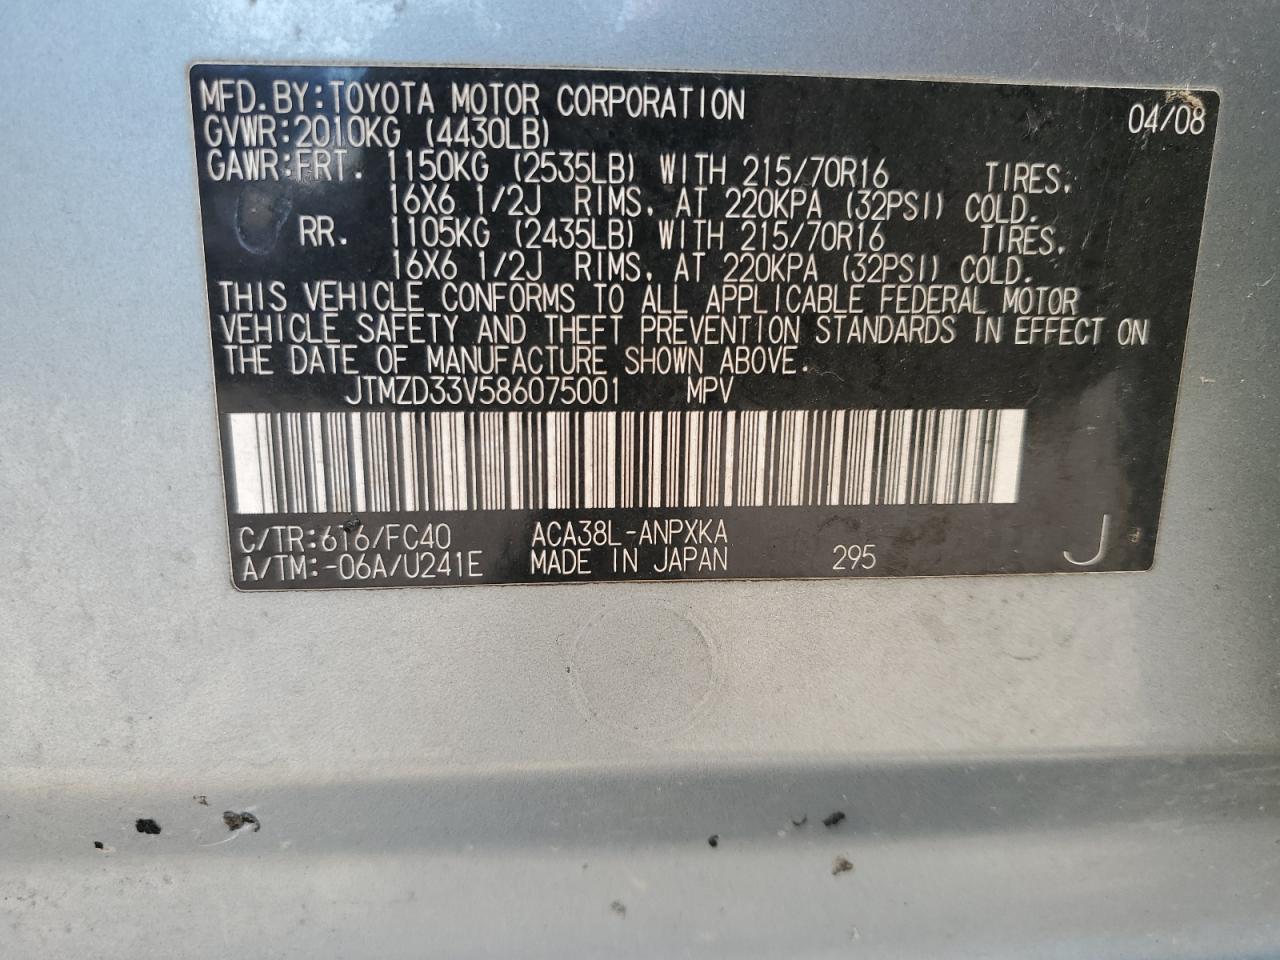 MFD.BY:TOYOTA MOTOR CORPORATION 04/08
GVWR:2010KG (4430LB)
GAWR:FRT. 1150KG (2535LB) WITH 215/70R16 TIRES,
16X6 1/2J RIMS, AT 220KPA (32PSI) COLD.
RR. 1105KG (2435LB) WITH 215/70R16 TIRES,
16X6 1/2J RIMS, AT 220KPA (32PSI) COLD.
THIS VEHICLE CONFORMS TO ALL APPLICABLE FEDERAL MOTOR
VEHICLE SAFETY AND THEFT PREVENTION STANDARDS IN EFFECT ON
THE DATE OF MANUFACTURE SHOWN ABOVE.
JTMZD33V586075001 MPV
C/TR:616/FC40 ACA38L-ANPXKA
A/TM:-06A/U241E MADE IN JAPAN 295 J